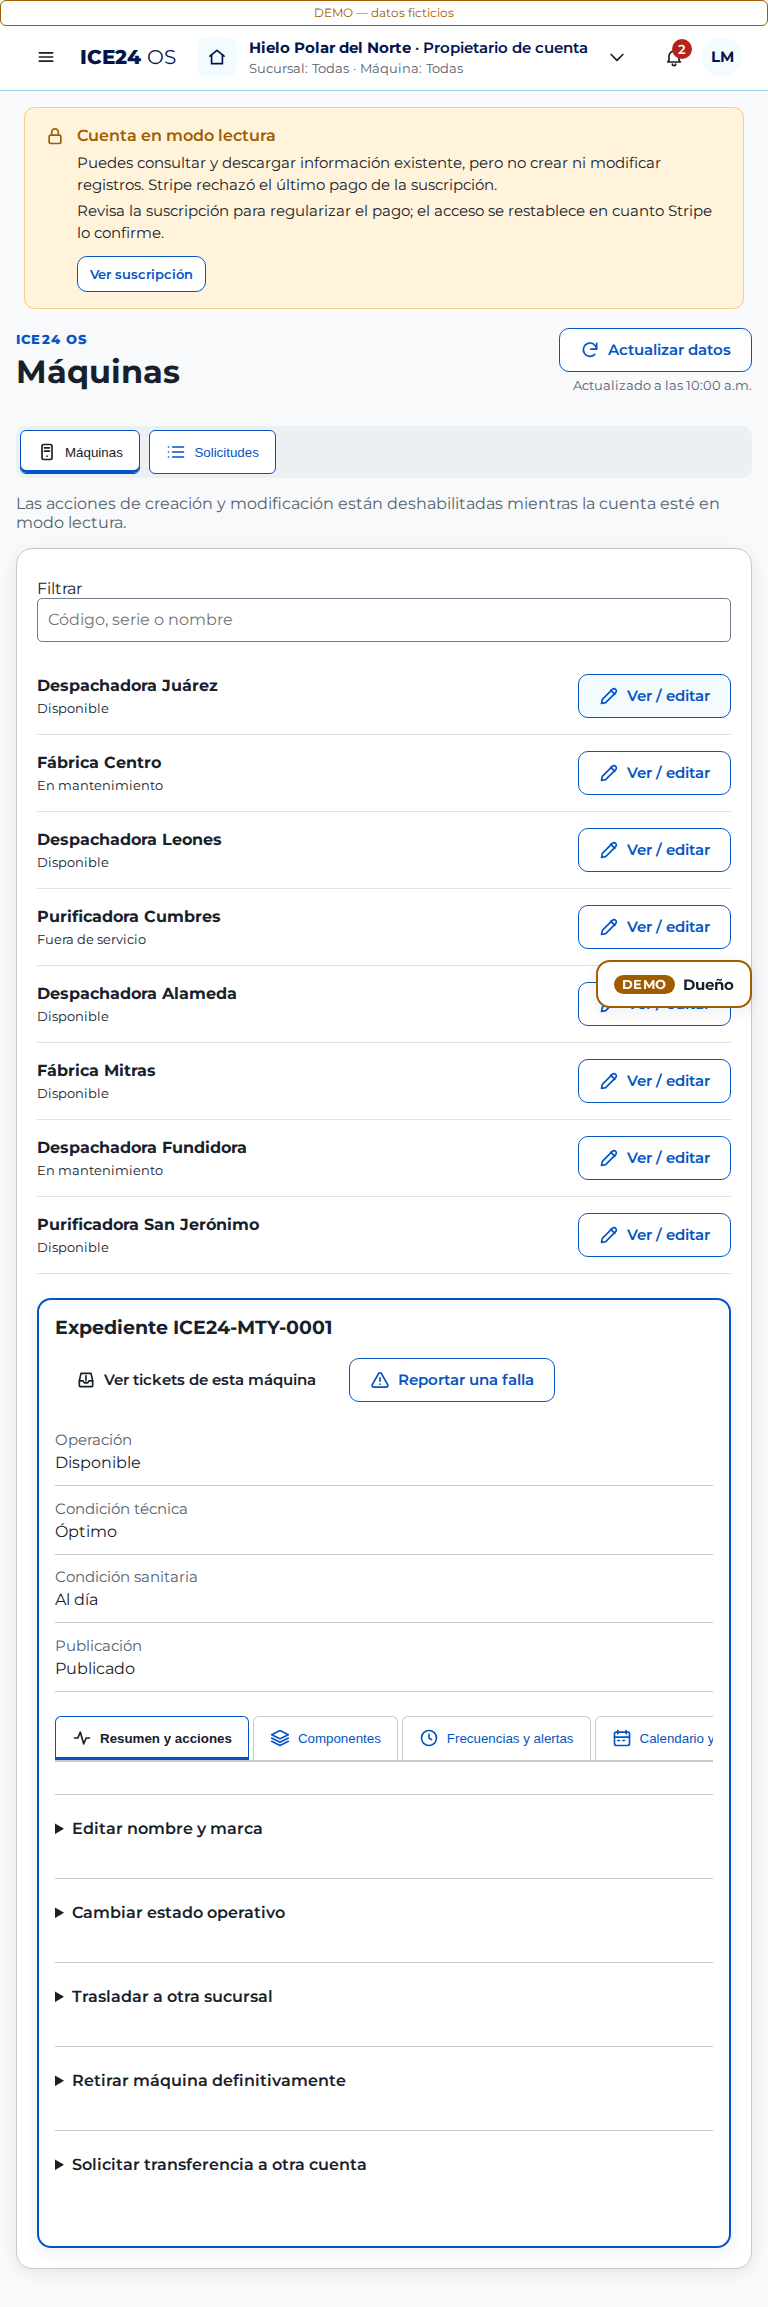 DEMO — datos ficticios
ICE24 OS
Hielo Polar del Norte · Propietario de cuenta
Sucursal: Todas · Máquina: Todas
2
LM
Cuenta en modo lectura
Puedes consultar y descargar información existente, pero no crear ni modificar
registros. Stripe rechazó el último pago de la suscripción.
Revisa la suscripción para regularizar el pago; el acceso se restablece en cuanto Stripe
lo confirme.
Ver suscripción
ICE24 OS
Máquinas
Actualizar datos
Actualizado a las 10:00 a.m.
Máquinas
Solicitudes
Las acciones de creación y modificación están deshabilitadas mientras la cuenta esté en
modo lectura.
Filtrar
Código, serie o nombre
Despachadora Juárez
Disponible
Ver / editar
Fábrica Centro
En mantenimiento
Ver / editar
Despachadora Leones
Disponible
Ver / editar
Purificadora Cumbres
Fuera de servicio
Ver / editar
DEMO Dueño
Despachadora Alameda
Disponible
Fábrica Mitras
Disponible
Ver / editar
Despachadora Fundidora
En mantenimiento
Ver / editar
Purificadora San Jerónimo
Disponible
Ver / editar
Expediente ICE24-MTY-0001
Ver tickets de esta máquina
Reportar una falla
Operación
Disponible
Condición técnica
Óptimo
Condición sanitaria
Al día
Publicación
Publicado
Resumen y acciones
Componentes
Frecuencias y alertas
Calendario y
Editar nombre y marca
Cambiar estado operativo
Trasladar a otra sucursal
Retirar máquina definitivamente
Solicitar transferencia a otra cuenta